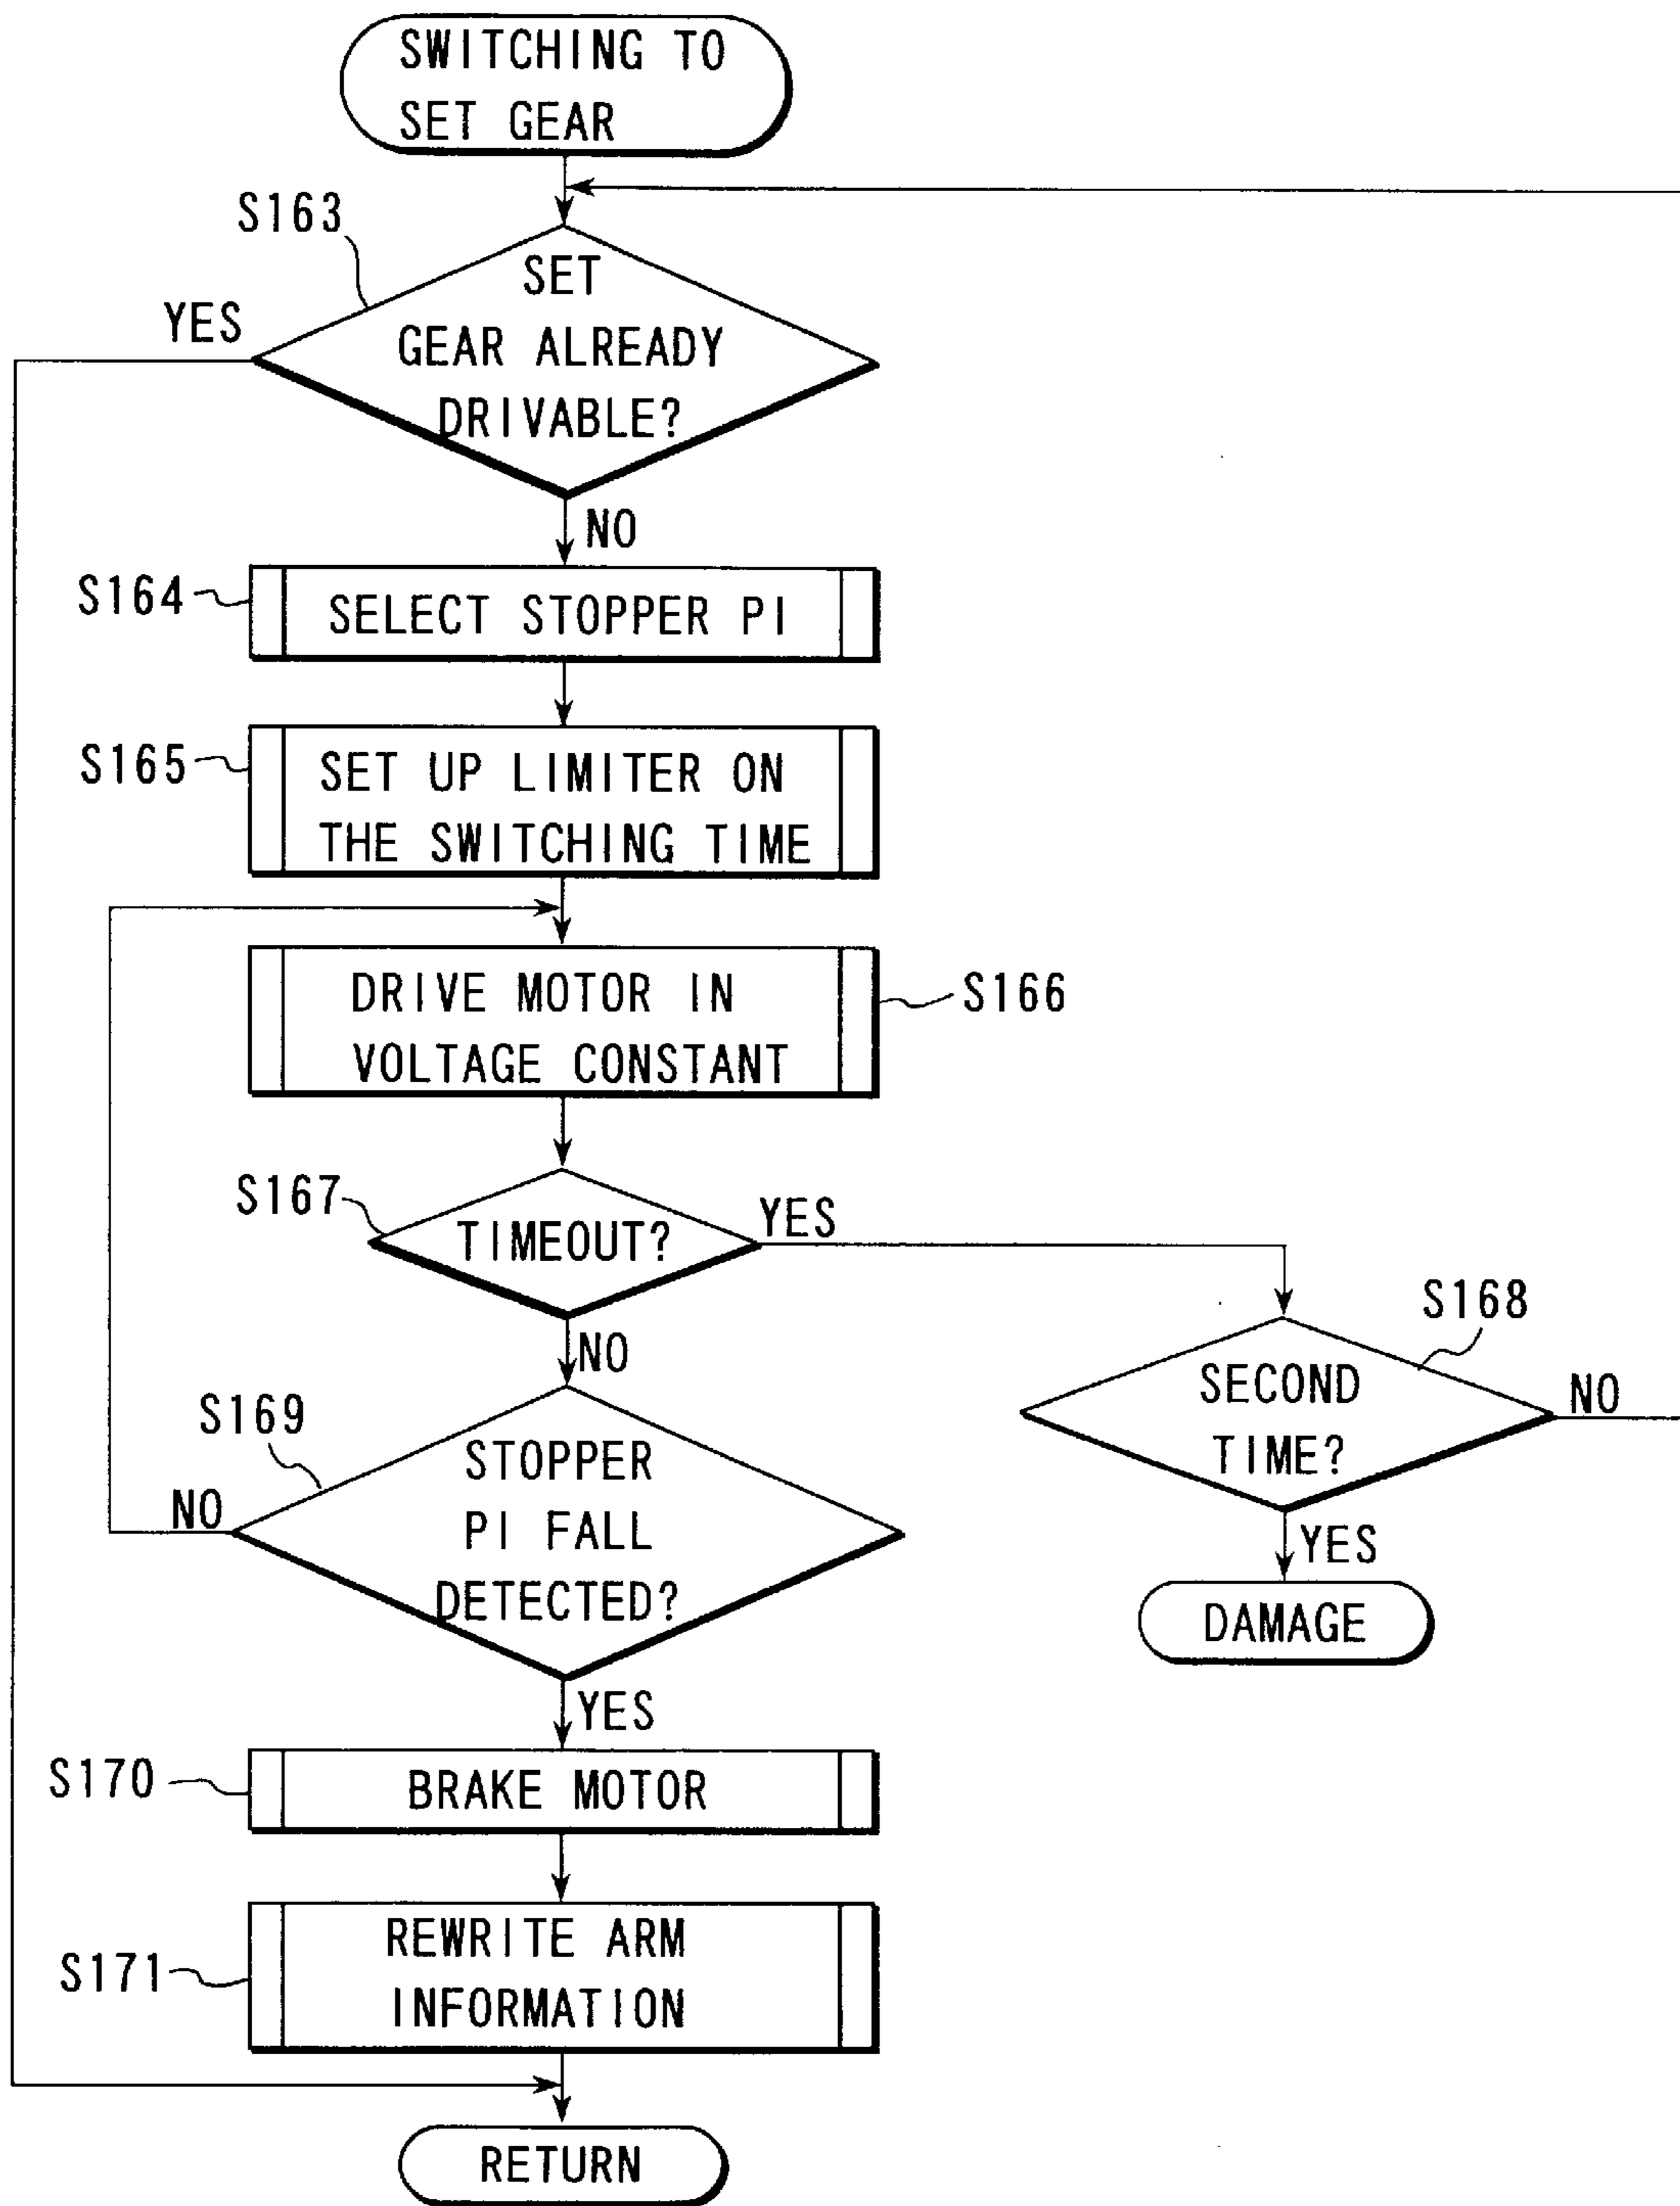 SWITCHING TO
SET GEAR
S163
SET
GEAR ALREADY
DRIVABLE?
YES
NO
S164
SELECT STOPPER PI
S165
SET UP LIMITER ON
THE SWITCHING TIME
DRIVE MOTOR IN
VOLTAGE CONSTANT
S166
S167
TIMEOUT?
YES
NO
S168
SECOND
TIME?
NO
YES
DAMAGE
S169
STOPPER
PI FALL
DETECTED?
NO
YES
S170
BRAKE MOTOR
S171
REWRITE ARM
INFORMATION
RETURN